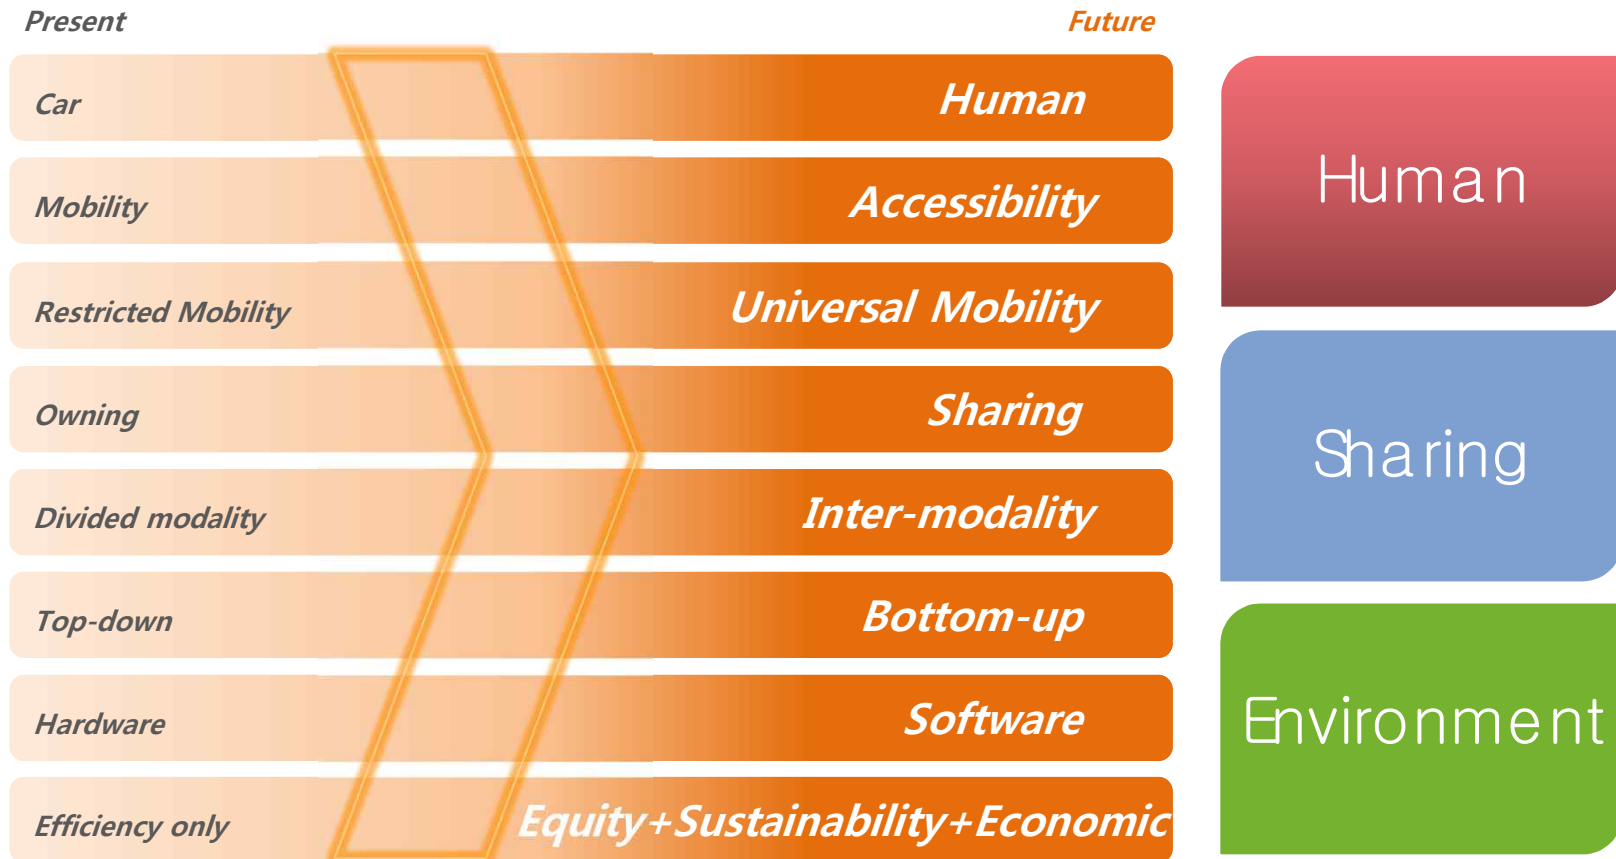 Present Future
Car Human
Mobility Accessibility
Restricted Mobility Universal Mobility
Owning Sharing
Divided modality Inter-modality
Top-down Bottom-up
Hardware Software
Efficiency only Equity+Sustainability+Economic
Human
Sharing
Environment